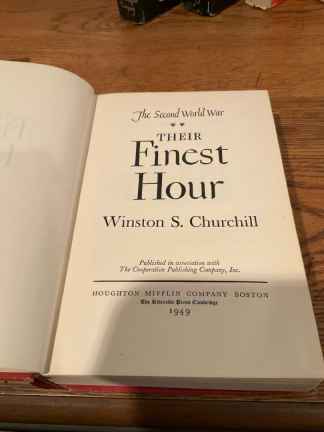 The Second World War
THEIR
Finest
Hour
Winston S. Churchill
Published in association with
The Cooperation Publishing Company, Inc.
HOUGHTON MIFFLIN COMPANY BOSTON
The Riverside Press Cambridge
1949